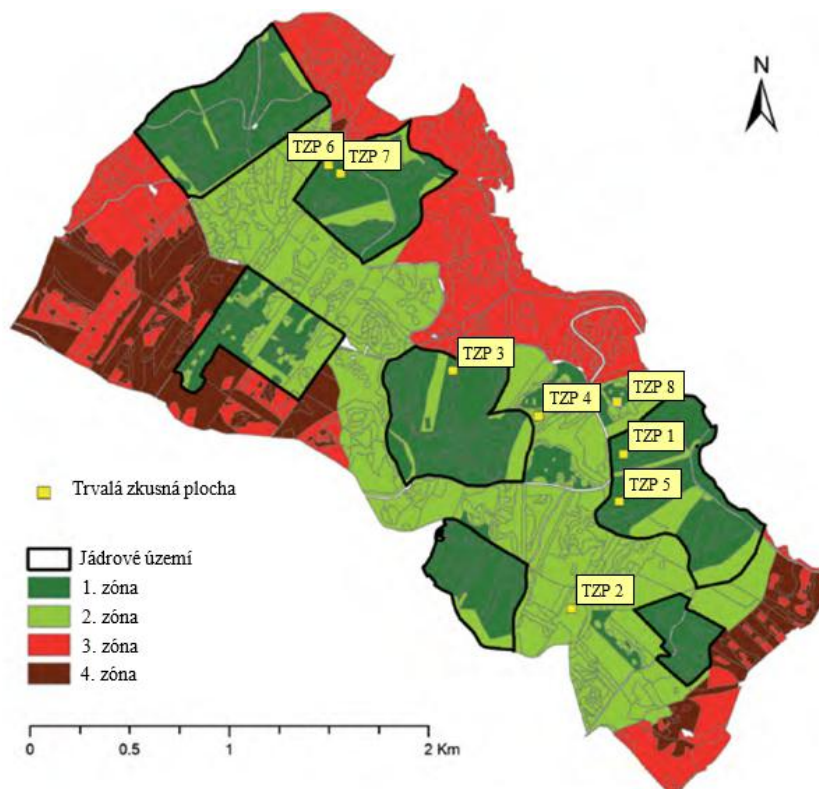 N
TZP 6
TZP 7
TZP 3
TZP 4
TZP 8
TZP 1
TZP 5
TZP 2
Trvalá zkusná plocha
Jádrové území
1. zóna
2. zóna
3. zóna
4. zóna
0 0.5 1 2 Km